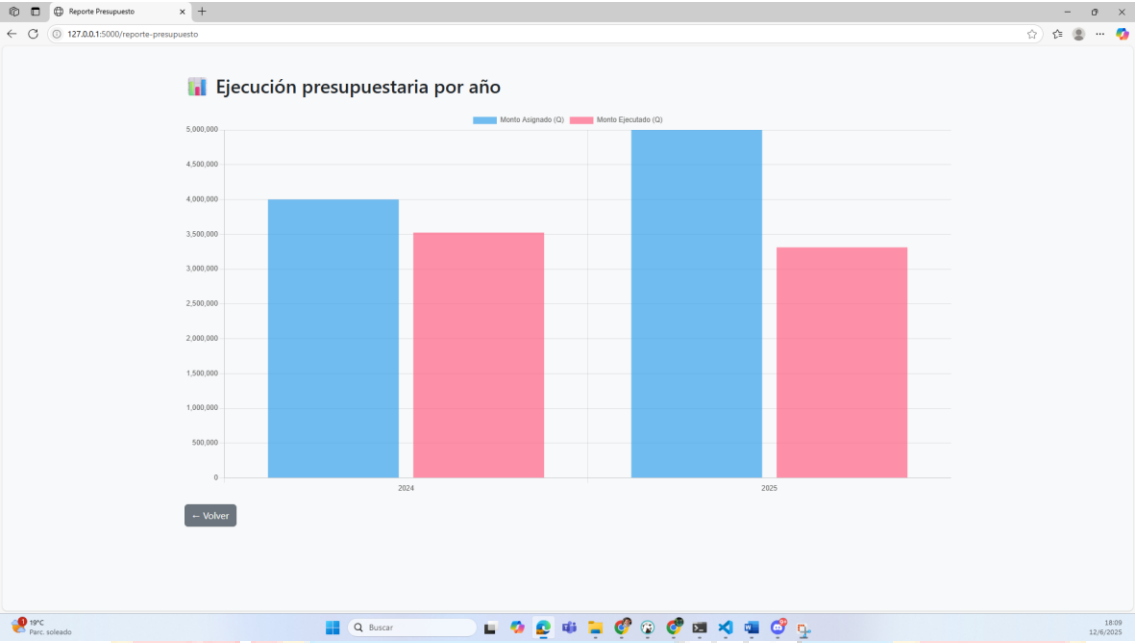 Reporte Presupuesto
127.0.0.1:5000/reporte-presupuesto
Ejecución presupuestaria por año
Monto Asignado (Q) Monto Ejecutado (Q)
5,000,000
4,500,000
4,000,000
3,500,000
3,000,000
2,500,000
2,000,000
1,500,000
1,000,000
500,000
0
2024 2025
← Volver
1
19°C
Parc. soleado
Buscar
18:09
12/6/2025